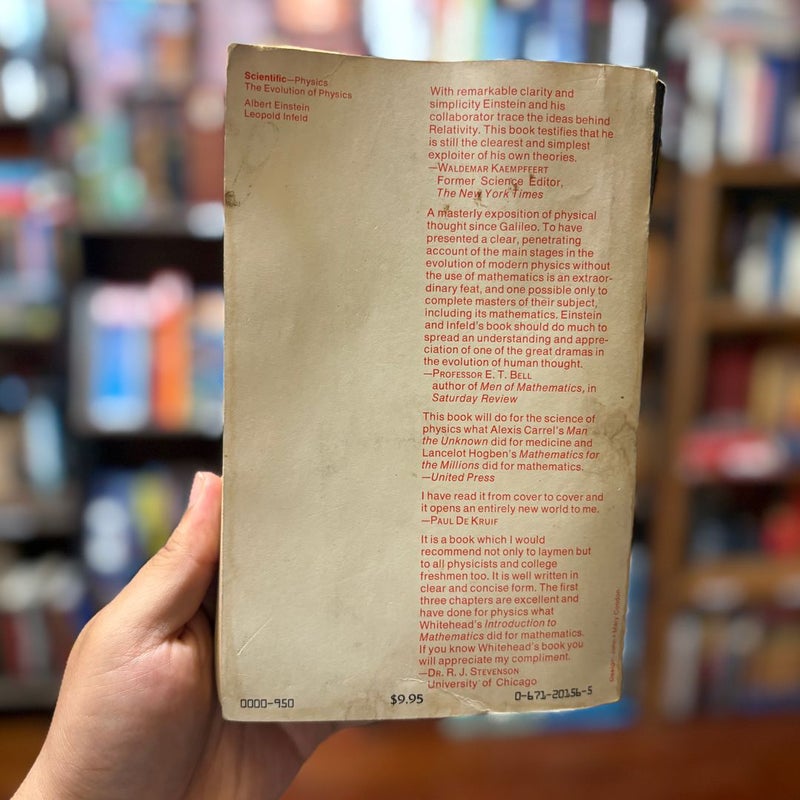 Scientific—Physics
The Evolution of Physics
Albert Einstein
Leopold Infeld
With remarkable clarity and
simplicity Einstein and his
collaborator trace the ideas behind
Relativity. This book testifies that he
is still the clearest and simplest
exploiter of his own theories.
—WALDEMAR KAEMPFFERT
Former Science Editor,
The New York Times
A masterly exposition of physical
thought since Galileo. To have
presented a clear, penetrating
account of the main stages in the
evolution of modern physics without
the use of mathematics is an extraor-
dinary feat, and one possible only to
complete masters of their subject,
including its mathematics. Einstein
and Infeld's book should do much to
spread an understanding and appre-
ciation of one of the great dramas in
the evolution of human thought.
—PROFESSOR E. T. BELL
author of Men of Mathematics, in
Saturday Review
This book will do for the science of
physics what Alexis Carrel's Man
the Unknown did for medicine and
Lancelot Hogben's Mathematics for
the Millions did for mathematics.
—United Press
I have read it from cover to cover and
it opens an entirely new world to me.
—PAUL DE KRUIF
It is a book which I would
recommend not only to laymen but
to all physicists and college
freshmen too. It is well written in
clear and concise form. The first
three chapters are excellent and
have done for physics what
Whitehead's Introduction to
Mathematics did for mathematics.
If you know Whitehead's book you
will appreciate my compliment.
—DR. R. J. STEVENSON
University of Chicago
0000-950
$9.95
0-671-20156-5